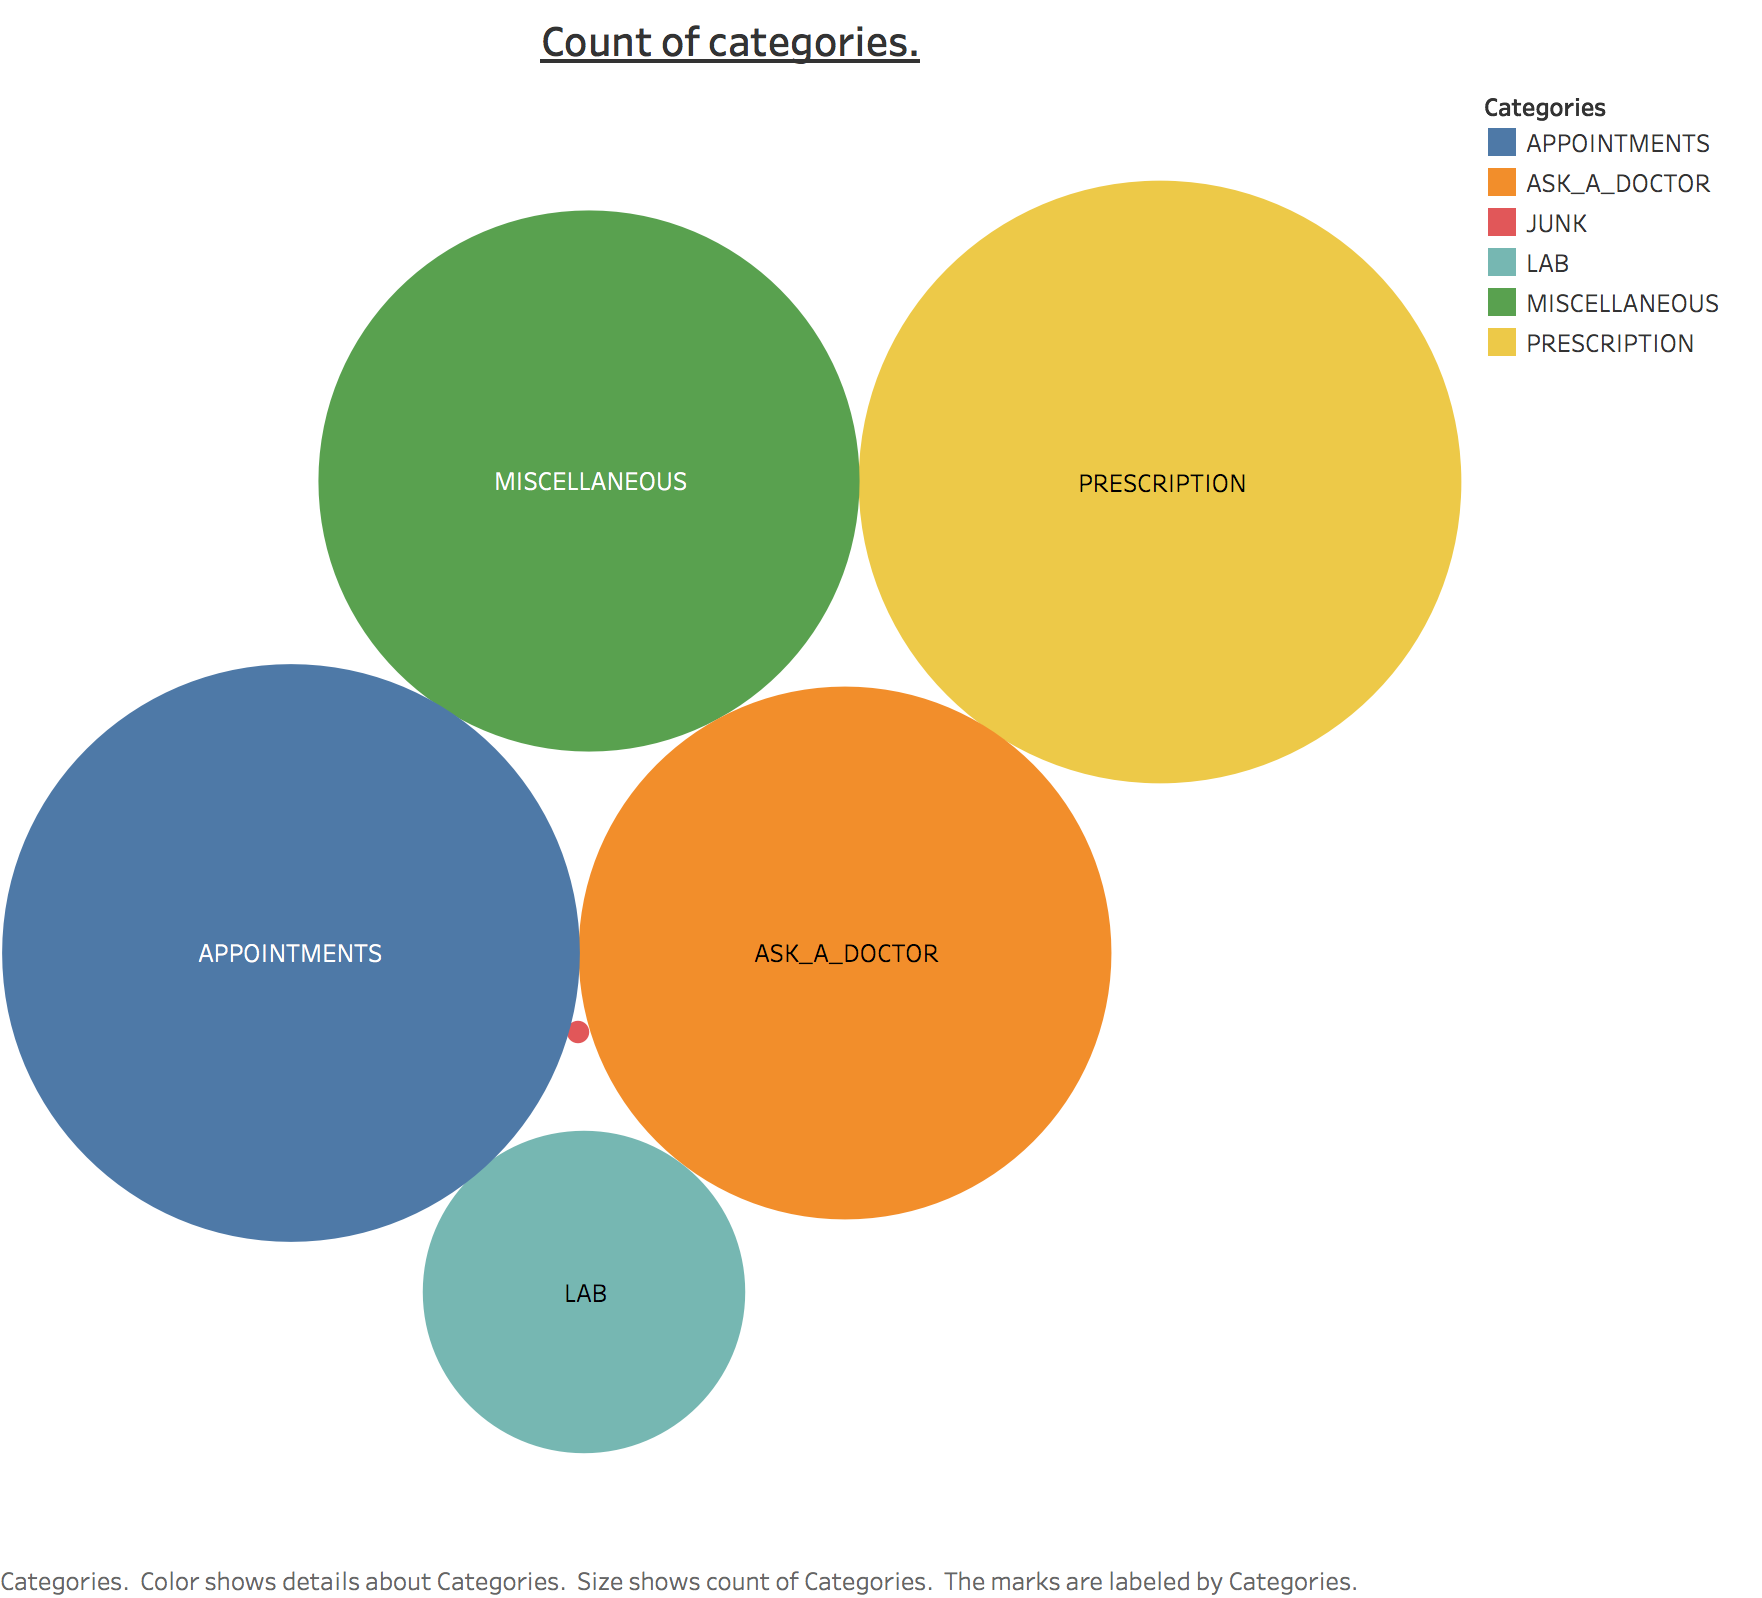 Count of categories.
Categories
APPOINTMENTS
ASK_A_DOCTOR
JUNK
LAB
MISCELLANEOUS
PRESCRIPTION
MISCELLANEOUS
PRESCRIPTION
APPOINTMENTS
ASK_A_DOCTOR
LAB
Categories.  Color shows details about Categories.  Size shows count of Categories.  The marks are labeled by Categories.